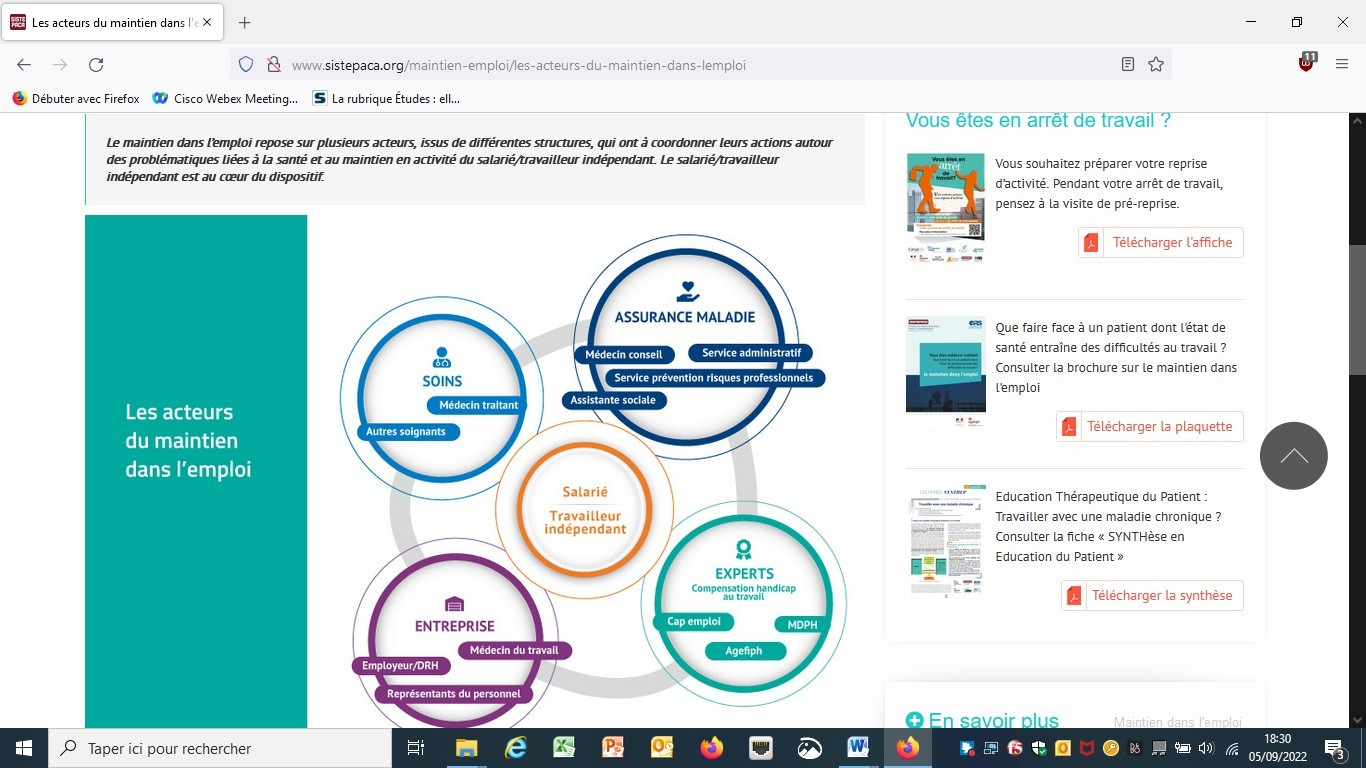 SISTE
PACA
Les acteurs du maintien dans l'e
www.sistepaca.org/maintien-emploi/les-acteurs-du-maintien-dans-lemploi
11
Débuter avec Firefox
Cisco Webex Meeting...
La rubrique Études : ell...
Le maintien dans l'emploi repose sur plusieurs acteurs, issus de différentes structures, qui ont à coordonner leurs actions autour
des problématiques liées à la santé et au maintien en activité du salarié/travailleur indépendant. Le salarié/travailleur
indépendant est au cœur du dispositif.
Les acteurs
du maintien
dans l'emploi
ASSURANCE MALADIE
Médecin conseil
Service administratif
Service prévention risques professionnels
Assistante sociale
SOINS
Médecin traitant
Autres soignants
Salarié
Travailleur
indépendant
EXPERTS
Compensation handicap
au travail
Cap emploi
MDPH
Agefiph
ENTREPRISE
Médecin du travail
Employeur/DRH
Représentants du personnel
Vous êtes en arrêt de travail ?
Vous êtes en
arrêt
de
travail?
Vous souhaitez préparer votre reprise
d'activité. Pendant votre arrêt de travail,
pensez à la visite de pré-reprise.
Télécharger l'affiche
Que faire face à un patient dont l'état de
santé entraîne des difficultés au travail ?
Consulter la brochure sur le maintien dans
l'emploi
Télécharger la plaquette
Education Thérapeutique du Patient :
Travailler avec une maladie chronique ?
Consulter la fiche « SYNTHèse en
Education du Patient »
Télécharger la synthèse
En savoir plus
Maintien dans l'emploi
Taper ici pour rechercher
18:30
05/09/2022
3